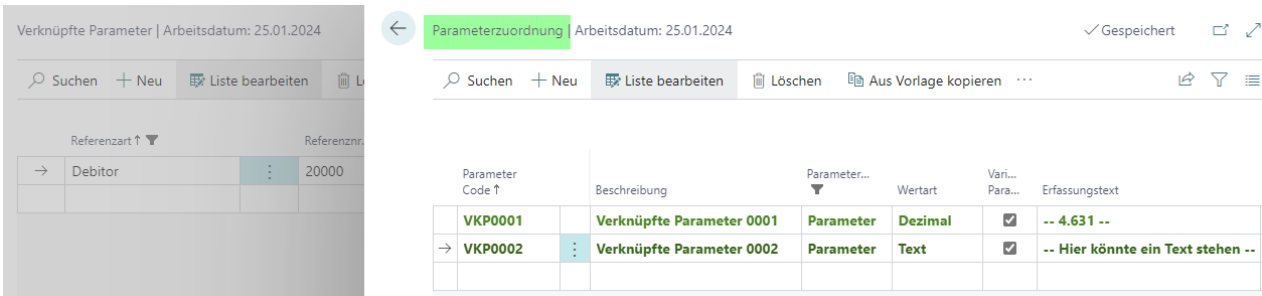 Verknüpfte Parameter | Arbeitsdatum: 25.01.2024
Suchen Neu Liste bearbeiten
Referenzart Referenznr.
Debitor 20000
Parameterzuordnung | Arbeitsdatum: 25.01.2024 Gespeichert
Suchen Neu Liste bearbeiten Löschen Aus Vorlage kopieren ...
Parameter Code Beschreibung Parameter... Wertart Vari... Para... Erfassungstext
VKP0001 Verknüpfte Parameter 0001 Parameter Dezimal -- 4.631 --
VKP0002 Verknüpfte Parameter 0002 Parameter Text -- Hier könnte ein Text stehen --